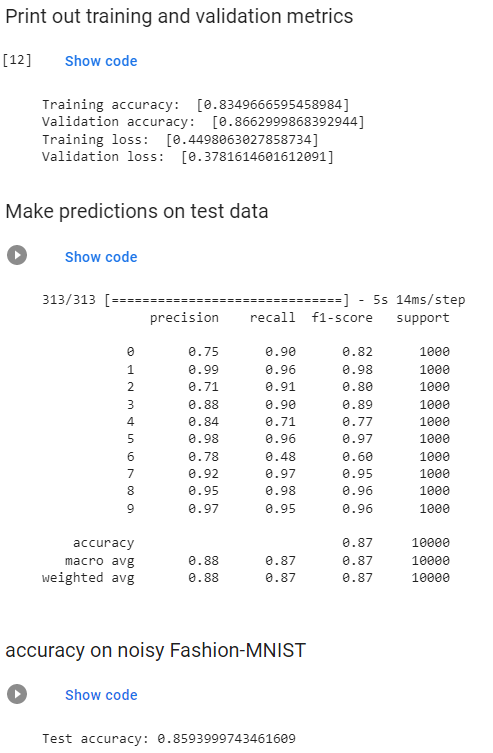 Print out training and validation metrics
[12] Show code
Training accuracy:  [0.8349666595458984]
Validation accuracy:  [0.8662999868392944]
Training loss:  [0.4498063027858734]
Validation loss:  [0.3781614601612091]
Make predictions on test data
Show code
313/313 [==============================] - 5s 14ms/step
precision recall f1-score support
0 0.75 0.90 0.82 1000
1 0.99 0.96 0.98 1000
2 0.71 0.91 0.80 1000
3 0.88 0.90 0.89 1000
4 0.84 0.71 0.77 1000
5 0.98 0.96 0.97 1000
6 0.78 0.48 0.60 1000
7 0.92 0.97 0.95 1000
8 0.95 0.98 0.96 1000
9 0.97 0.95 0.96 1000
accuracy 0.87 10000
macro avg 0.88 0.87 0.87 10000
weighted avg 0.88 0.87 0.87 10000
accuracy on noisy Fashion-MNIST
Show code
Test accuracy: 0.8593999743461609